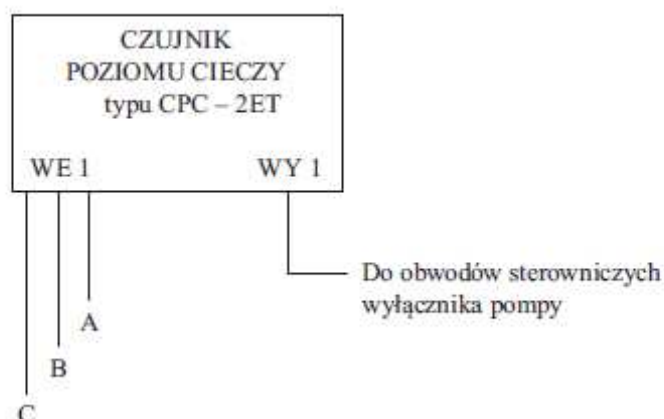 CZUJNIK
POZIOMU CIECZY
typu CPC – 2ET
WE 1 WY 1
Do obwodów sterowniczych
wyłącznika pompy
A
B
C